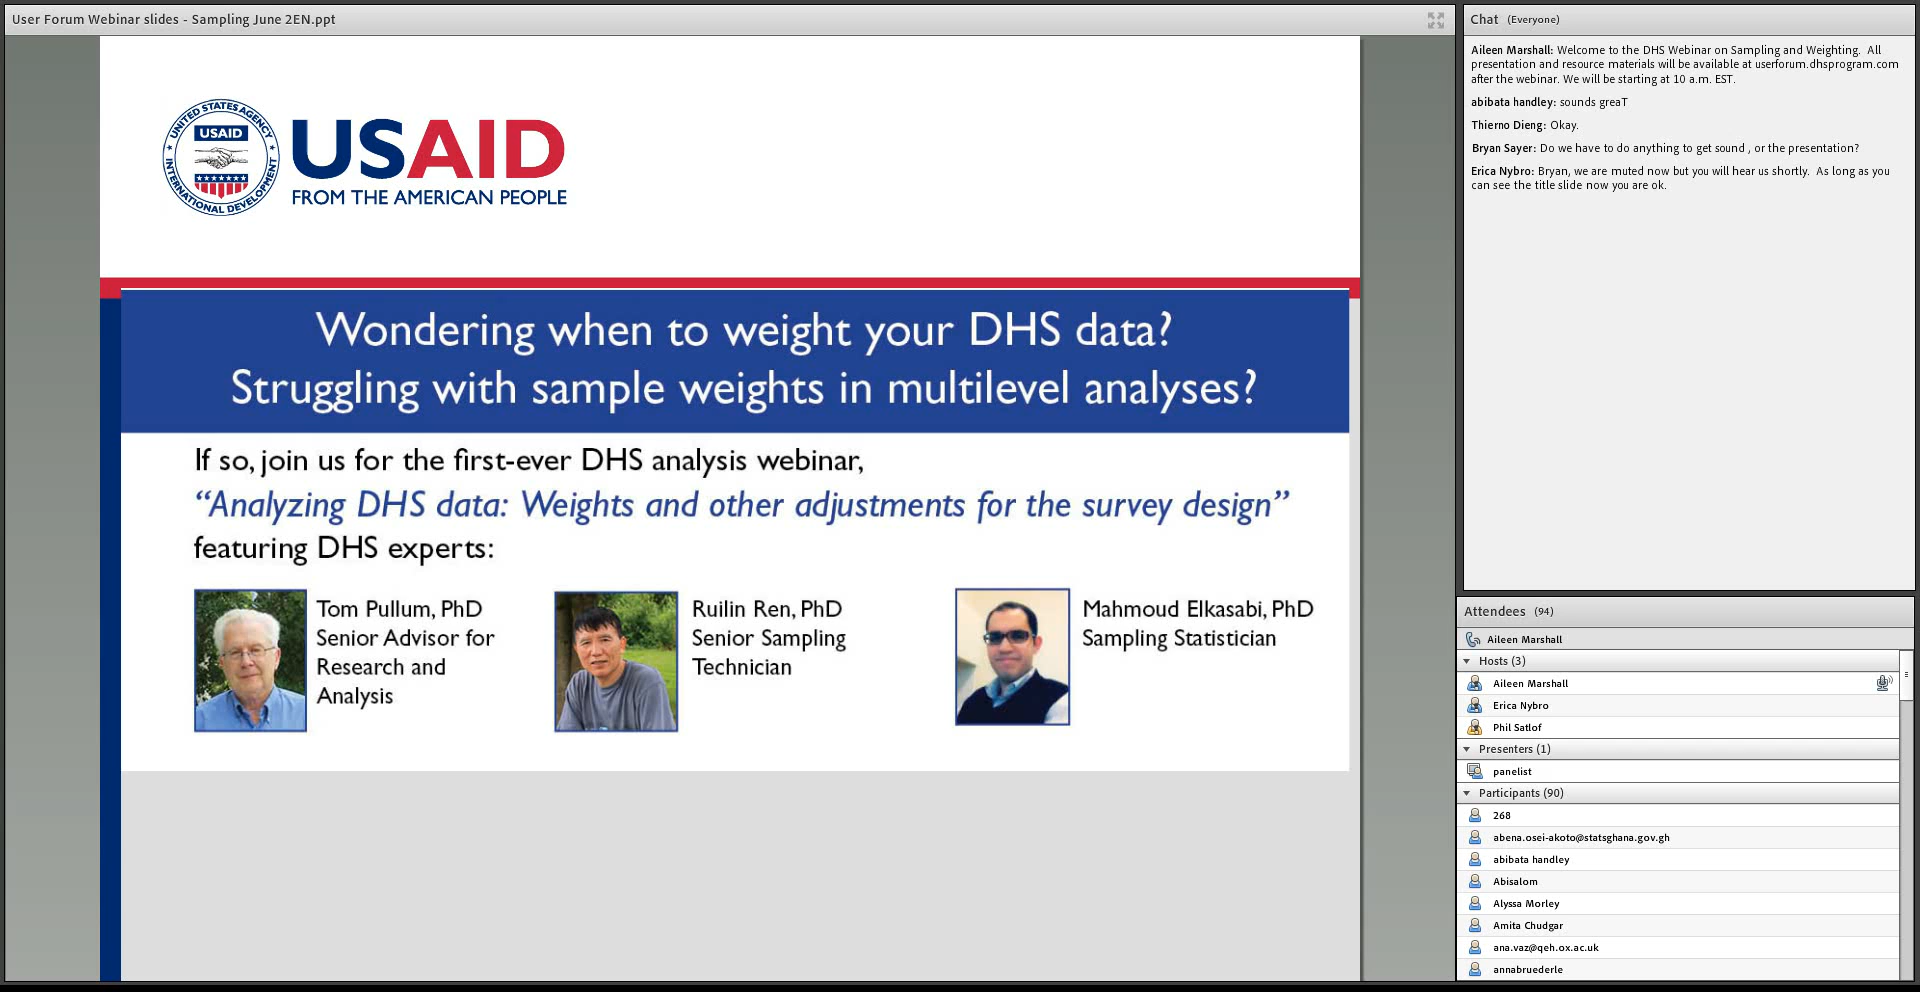 User Forum Webinar slides - Sampling June 2EN.ppt
UNITED STATES AGENCY
USAID
INTERNATIONAL DEVELOPMENT
USAID
FROM THE AMERICAN PEOPLE
Wondering when to weight your DHS data?
Struggling with sample weights in multilevel analyses?
If so, join us for the first-ever DHS analysis webinar,
“Analyzing DHS data: Weights and other adjustments for the survey design”
featuring DHS experts:
Tom Pullum, PhD
Senior Advisor for
Research and
Analysis
Ruilin Ren, PhD
Senior Sampling
Technician
Mahmoud Elkasabi, PhD
Sampling Statistician
Chat (Everyone)
Aileen Marshall: Welcome to the DHS Webinar on Sampling and Weighting. All
presentation and resource materials will be available at userforum.dhsprogram.com
after the webinar. We will be starting at 10 a.m. EST.
abibata handley: sounds greaT
Thierno Dieng: Okay.
Bryan Sayer: Do we have to do anything to get sound , or the presentation?
Erica Nybro: Bryan, we are muted now but you will hear us shortly. As long as you
can see the title slide now you are ok.
Attendees (94)
Aileen Marshall
Hosts (3)
Aileen Marshall
Erica Nybro
Phil Satlof
Presenters (1)
panelist
Participants (90)
268
abena.osei-akoto@statsghana.gov.gh
abibata handley
Abisalom
Alyssa Morley
Amita Chudgar
ana.vaz@qeh.ox.ac.uk
annabruederle